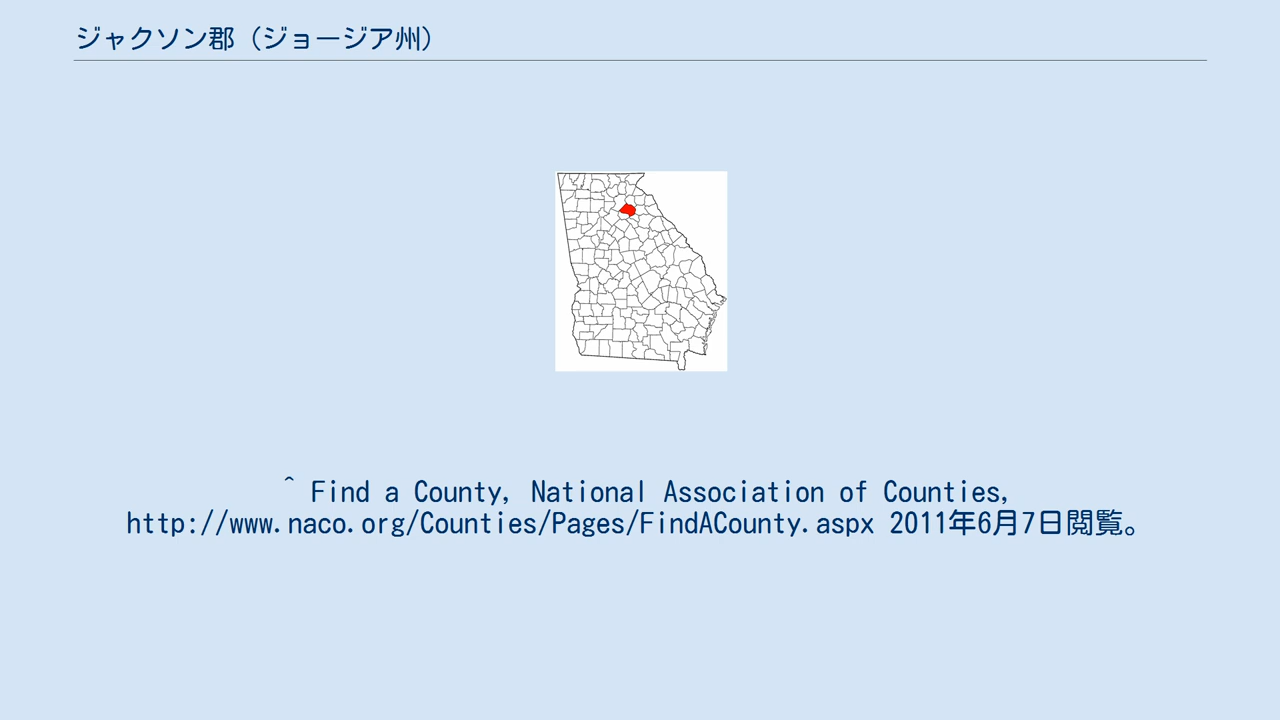 ジャクソン郡（ジョージア州）
^ Find a County, National Association of Counties,
http://www.naco.org/Counties/Pages/FindACounty.aspx 2011年6月7日閲覧。